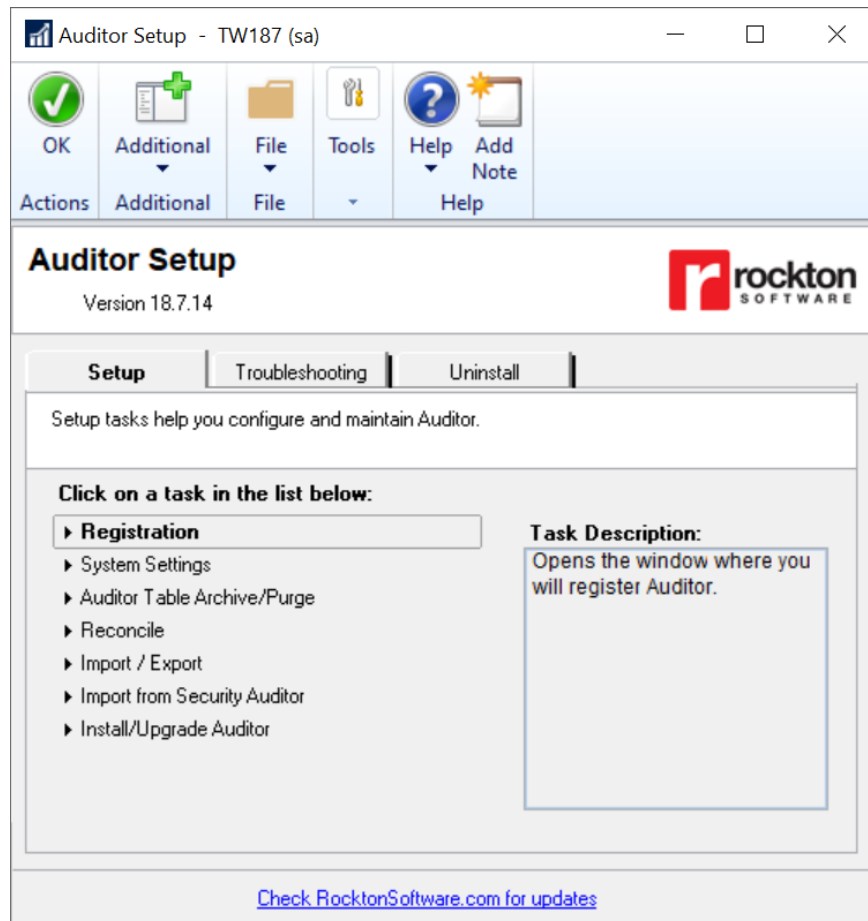 Auditor Setup - TW187 (sa)
OK
Additional
File
Tools
Help
Add Note
Actions
Additional
File
Help
Auditor Setup
Version 18.7.14
rockton
SOFTWARE
Setup
Troubleshooting
Uninstall
Setup tasks help you configure and maintain Auditor.
Click on a task in the list below:
Registration
System Settings
Auditor Table Archive/Purge
Reconcile
Import / Export
Import from Security Auditor
Install/Upgrade Auditor
Task Description:
Opens the window where you
will register Auditor.
Check RocktonSoftware.com for updates